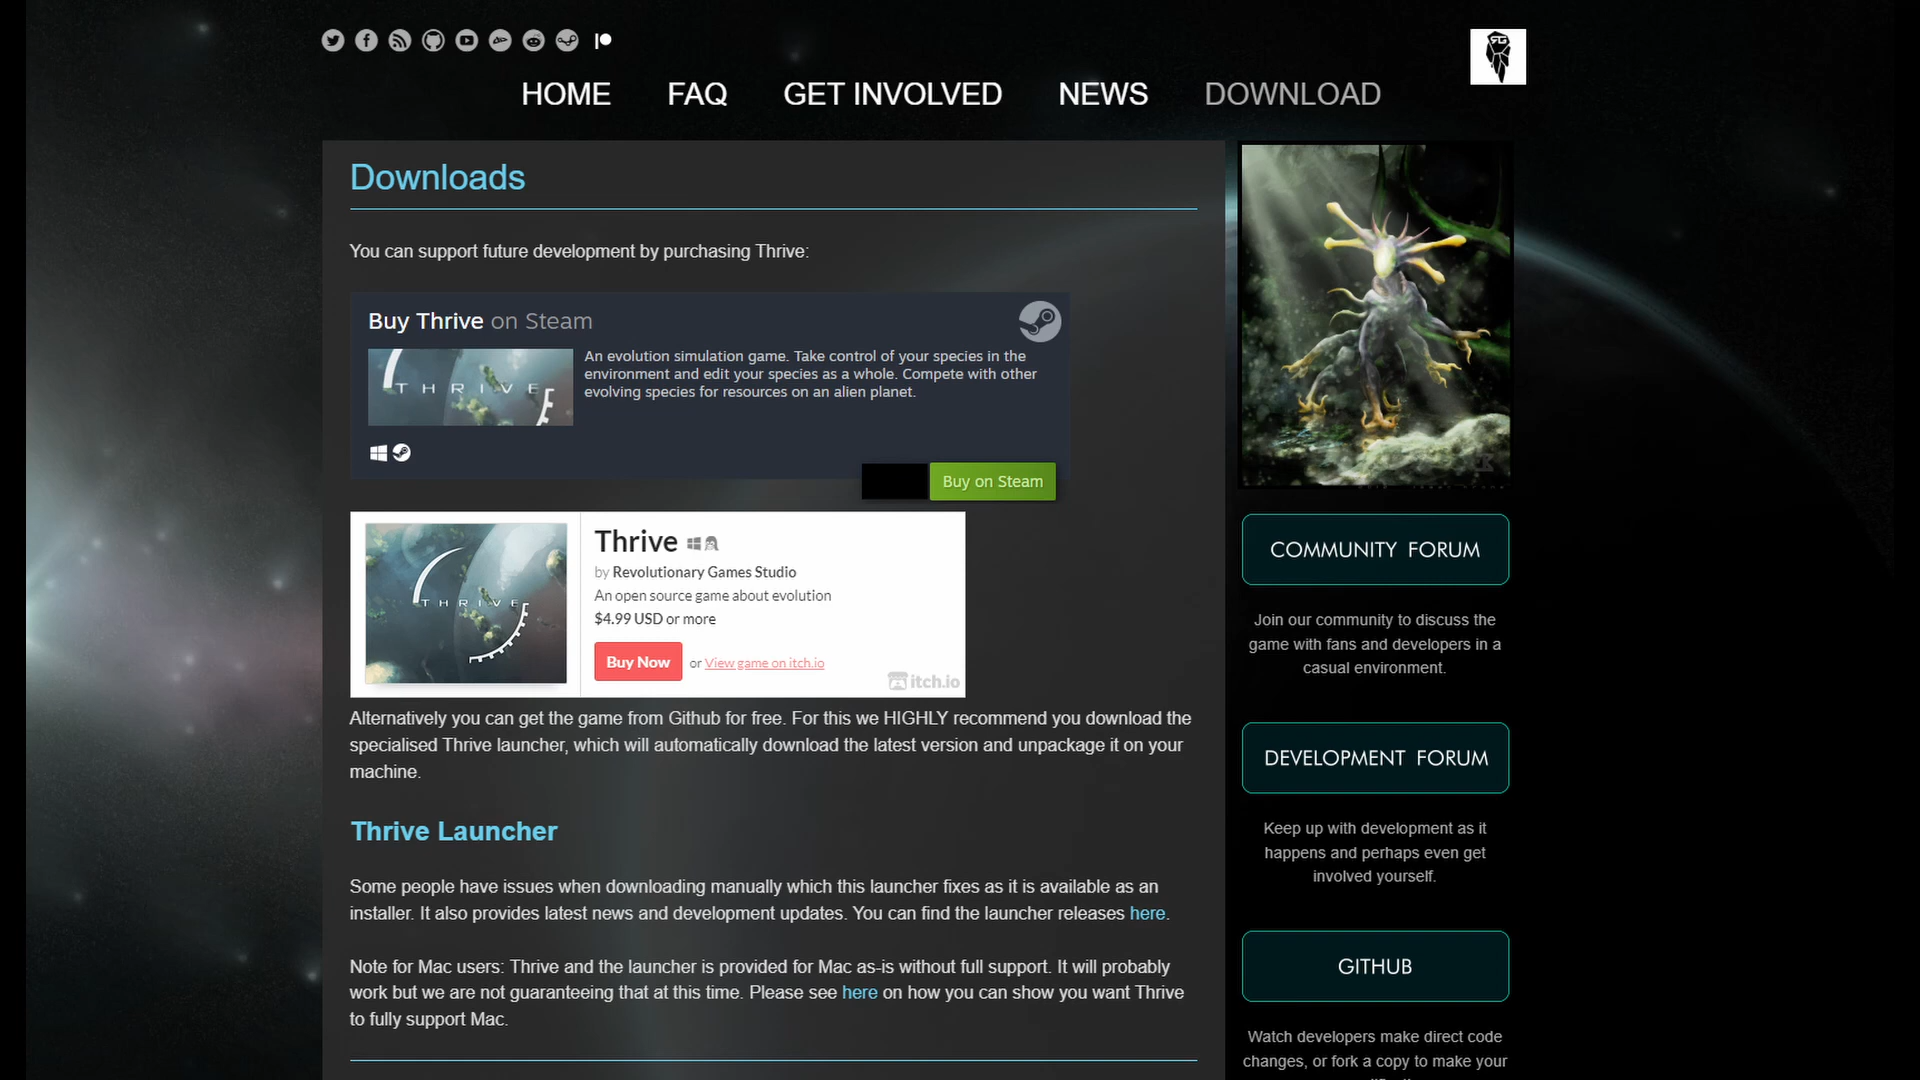 HOME FAQ GET INVOLVED NEWS DOWNLOAD
Downloads
You can support future development by purchasing Thrive:
Buy Thrive on Steam
THRIVE
An evolution simulation game. Take control of your species in the
environment and edit your species as a whole. Compete with other
evolving species for resources on an alien planet.
Buy on Steam
THRIVE
Thrive
by Revolutionary Games Studio
An open source game about evolution
$4.99 USD or more
Buy Now or View game on itch.io
itch.io
Alternatively you can get the game from Github for free. For this we HIGHLY recommend you download the
specialised Thrive launcher, which will automatically download the latest version and unpackage it on your
machine.
Thrive Launcher
Some people have issues when downloading manually which this launcher fixes as it is available as an
installer. It also provides latest news and development updates. You can find the launcher releases here.
Note for Mac users: Thrive and the launcher is provided for Mac as-is without full support. It will probably
work but we are not guaranteeing that at this time. Please see here on how you can show you want Thrive
to fully support Mac.
COMMUNITY FORUM
Join our community to discuss the
game with fans and developers in a
casual environment.
DEVELOPMENT FORUM
Keep up with development as it
happens and perhaps even get
involved yourself.
GITHUB
Watch developers make direct code
changes, or fork a copy to make your